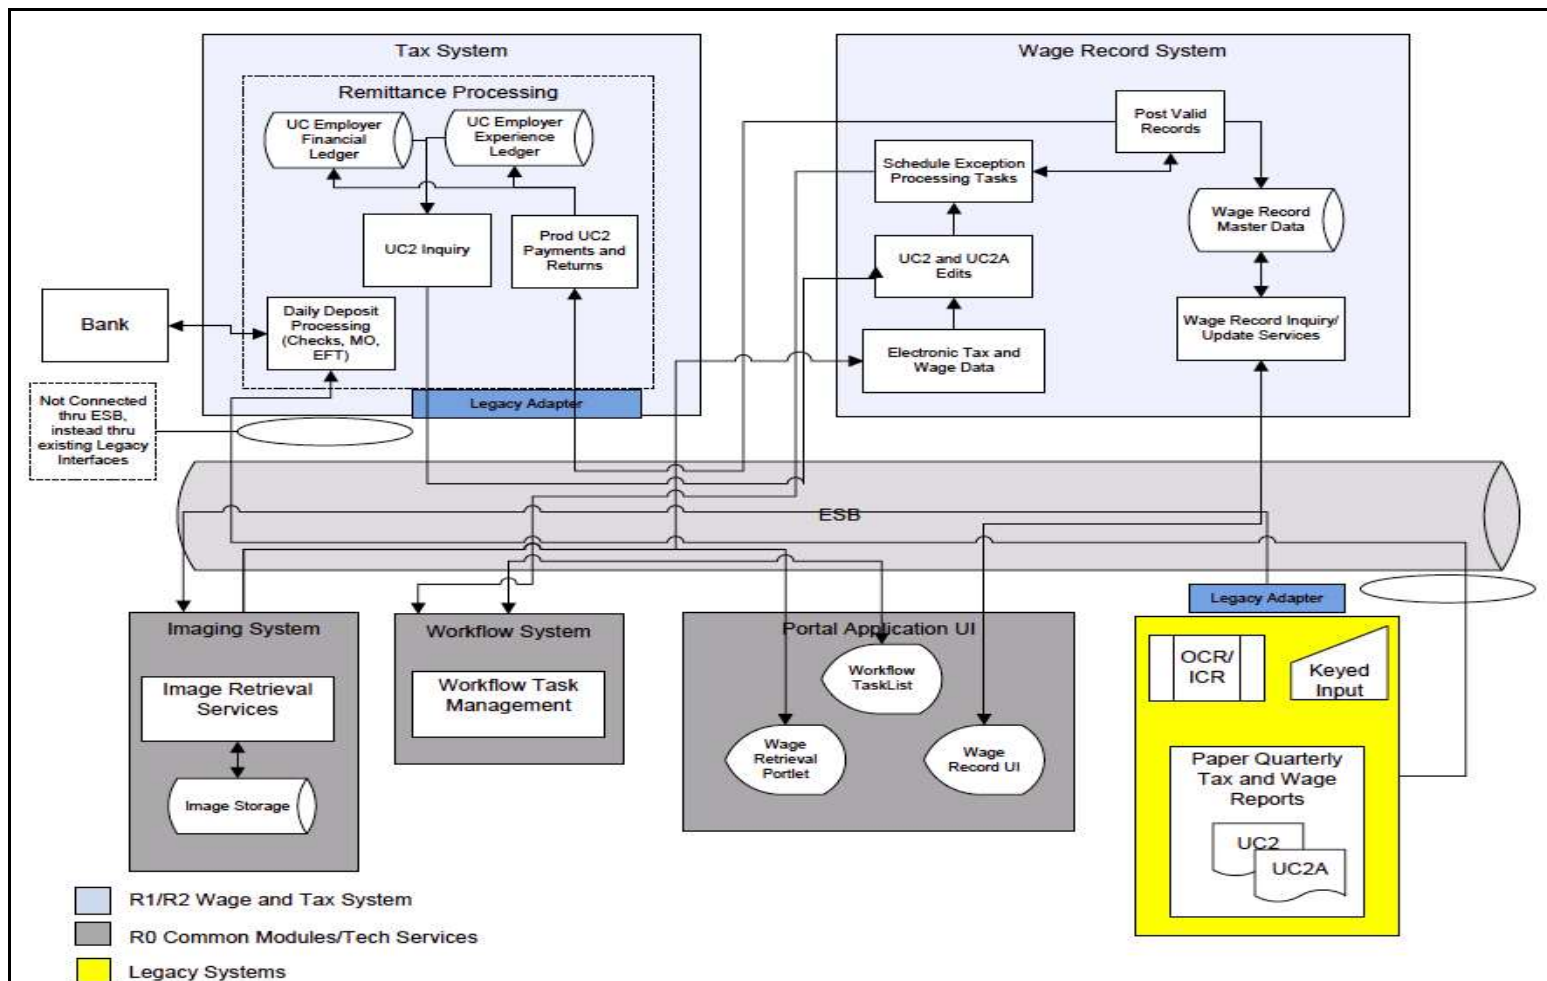 Tax System
Remittance Processing
UC Employer
Financial
Ledger
UC Employer
Experience
Ledger
UC2 Inquiry
Prod UC2
Payments and
Returns
Bank
Daily Deposit
Processing
(Checks, MO,
EFT)
Not Connected
thru ESB,
instead thru
existing Legacy
Interfaces
Legacy Adapter
Wage Record System
Post Valid
Records
Schedule Exception
Processing Tasks
Wage Record
Master Data
UC2 and UC2A
Edits
Wage Record Inquiry/
Update Services
Electronic Tax and
Wage Data
ESB
Imaging System
Image Retrieval
Services
Image Storage
Workflow System
Workflow Task
Management
Portal Application UI
Workflow
TaskList
Wage
Retrieval
Portlet
Wage
Record UI
Legacy Adapter
OCR/
ICR
Keyed
Input
Paper Quarterly
Tax and Wage
Reports
UC2
UC2A
R1/R2 Wage and Tax System
R0 Common Modules/Tech Services
Legacy Systems